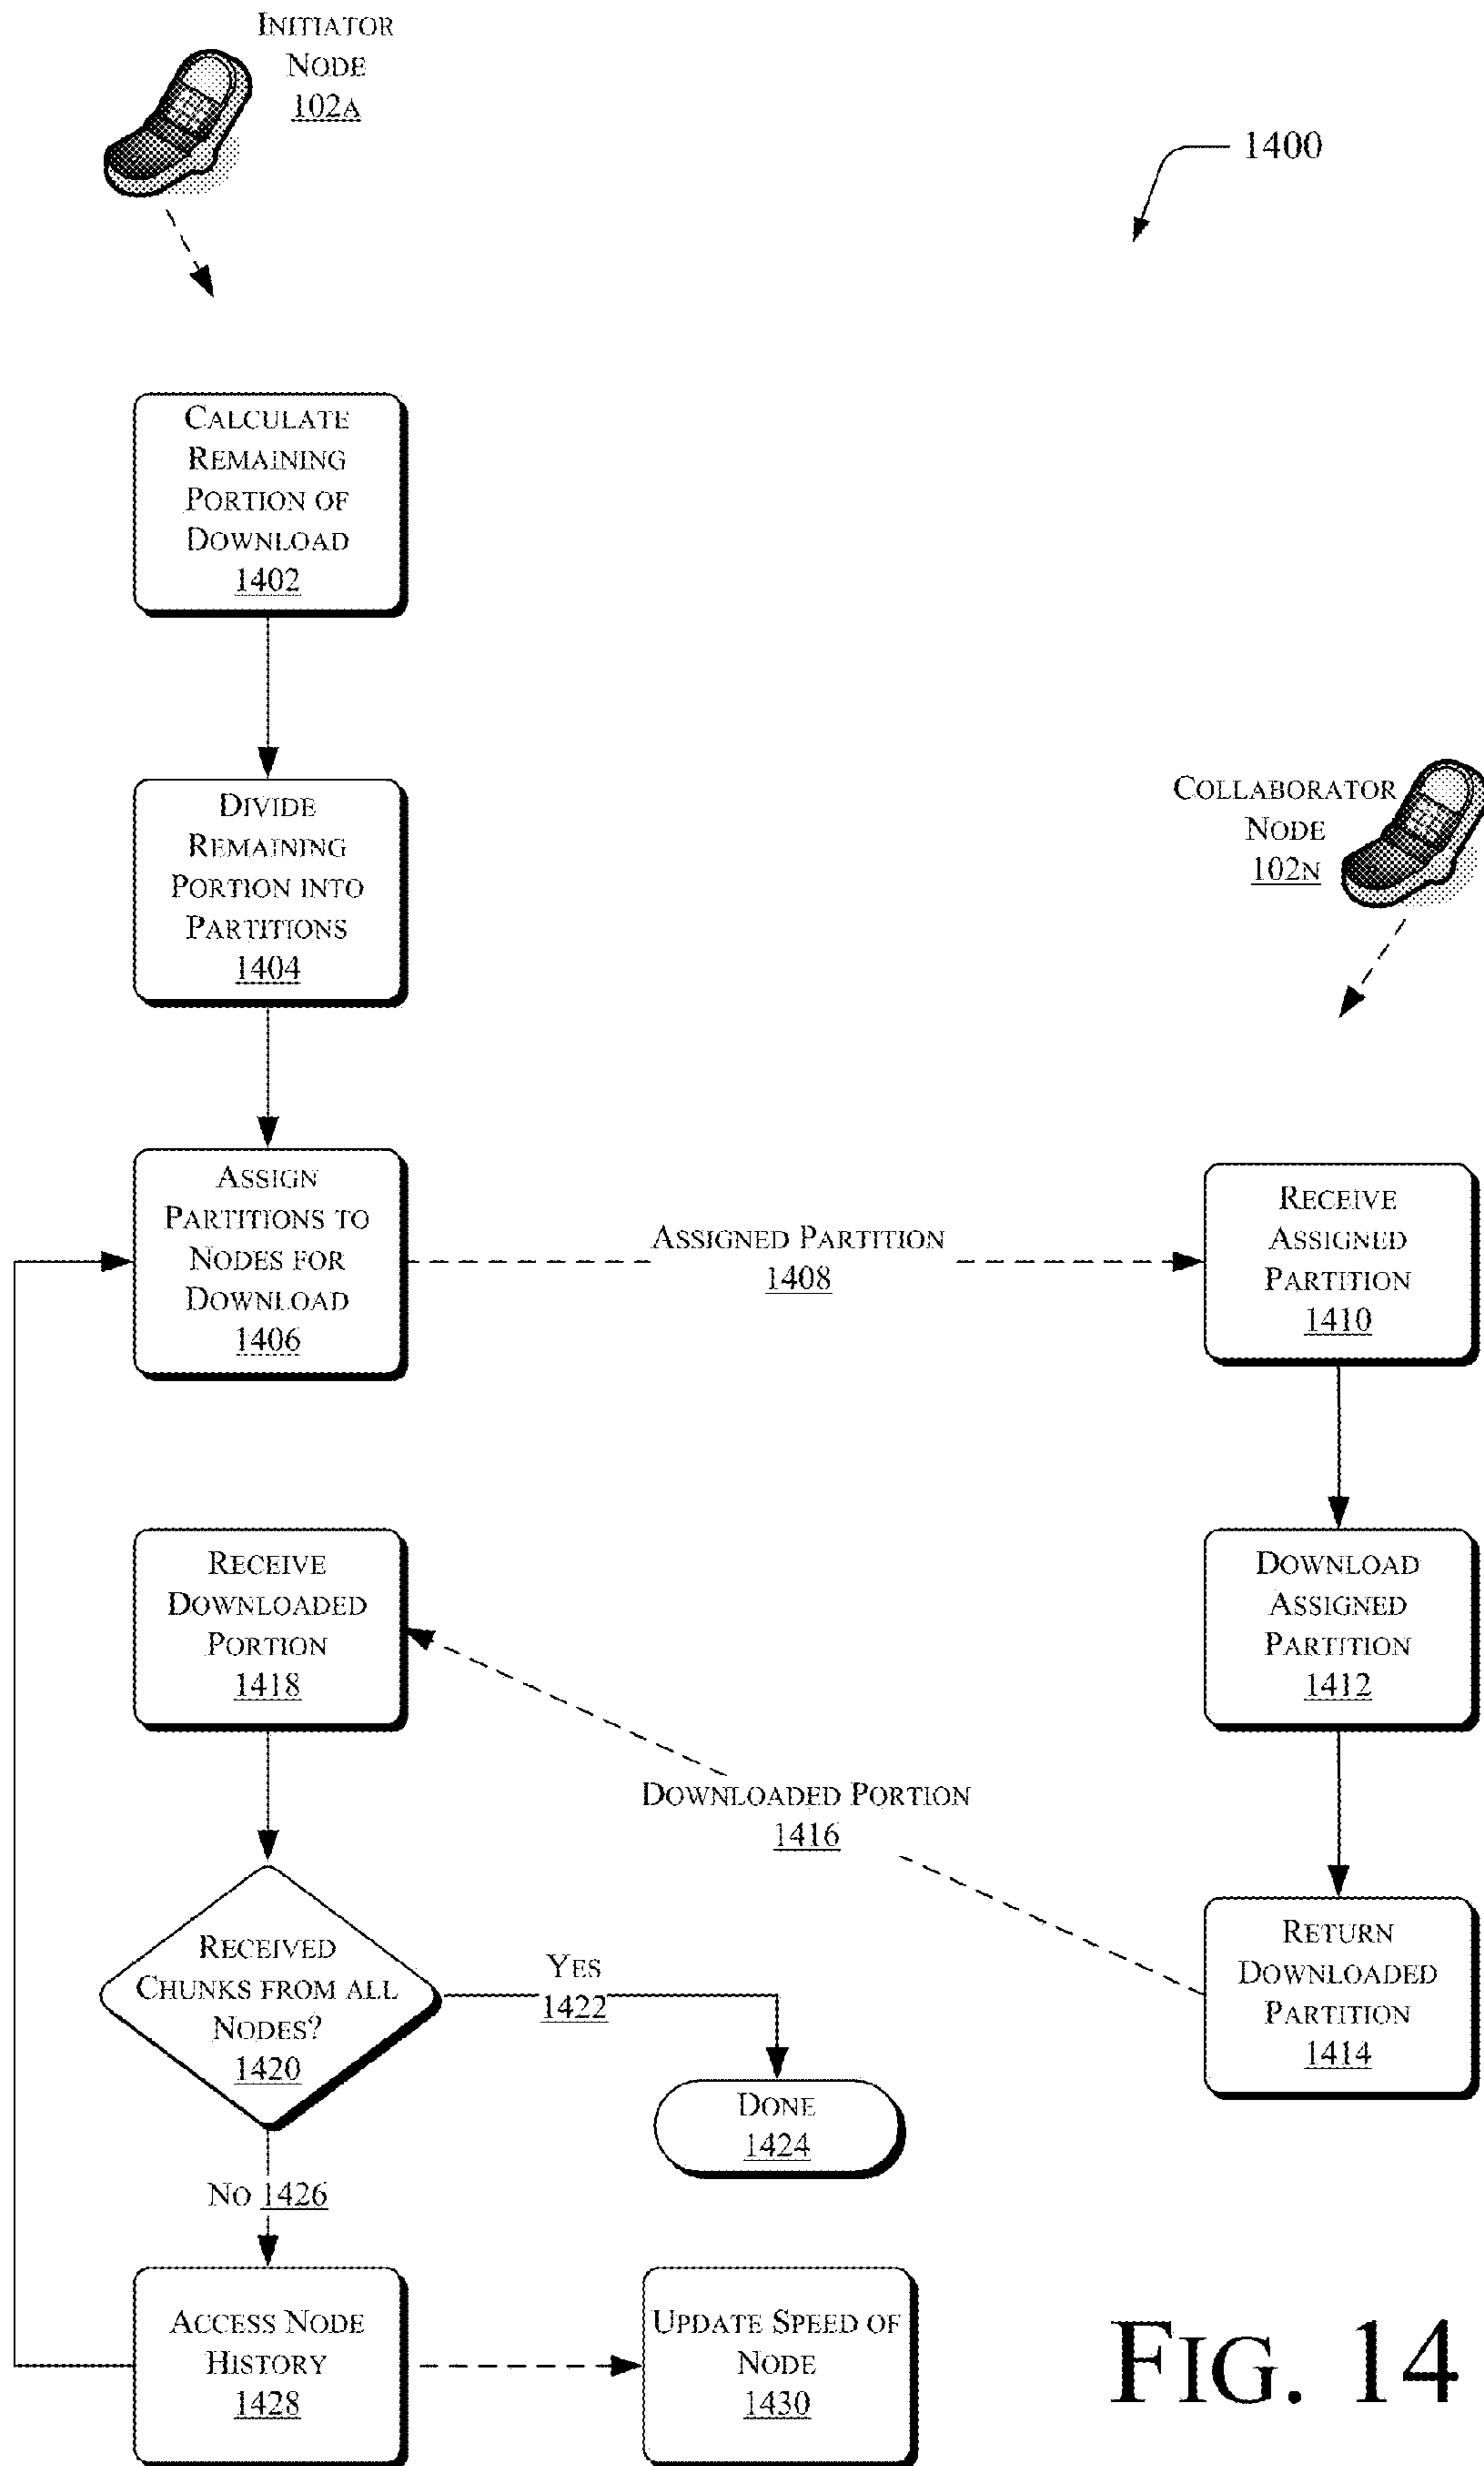 INITIATOR
NODE
102A
1400
CALCULATE
REMAINING
PORTION OF
DOWNLOAD
1402
DIVIDE
REMAINING
PORTION INTO
PARTITIONS
1404
COLLABORATOR
NODE
102N
ASSIGN
PARTITIONS TO
NODES FOR
DOWNLOAD
1406
ASSIGNED PARTITION
1408
RECEIVE
ASSIGNED
PARTITION
1410
RECEIVE
DOWNLOADED
PORTION
1418
DOWNLOAD
ASSIGNED
PARTITION
1412
DOWNLOADED PORTION
1416
RECEIVED
CHUNKS FROM ALL
NODES?
1420
YES
1422
RETURN
DOWNLOADED
PARTITION
1414
DONE
1424
NO 1426
ACCESS NODE
HISTORY
1428
UPDATE SPEED OF
NODE
1430
FIG. 14